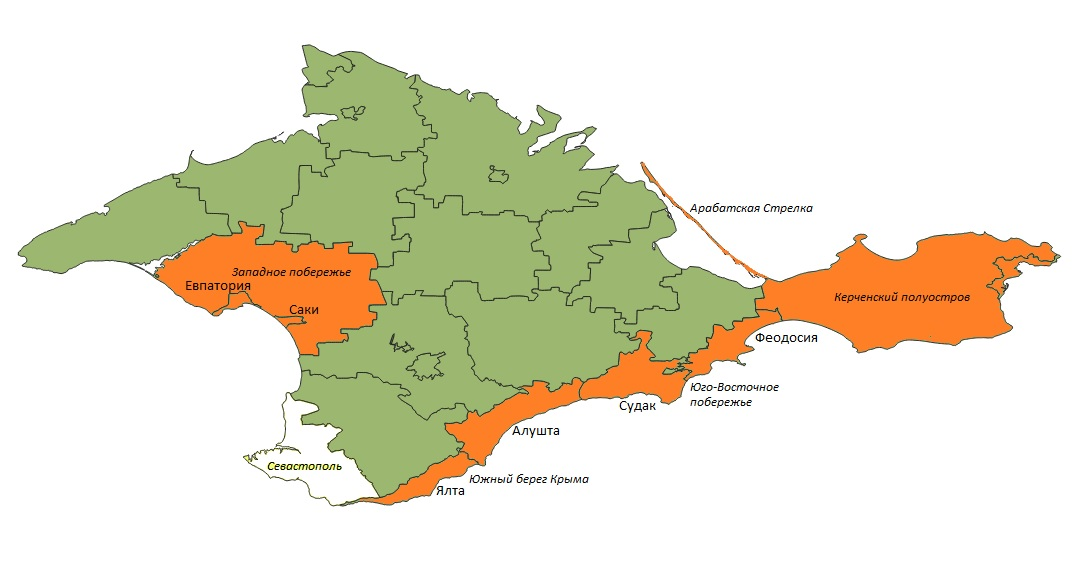 Арабатская Стрелка
Западное побережье
Евпатория
Керченский полуостров
Саки
Феодосия
Юго-Восточное
побережье
Судак
Алушта
Севастополь
Южный берег Крыма
Ялта